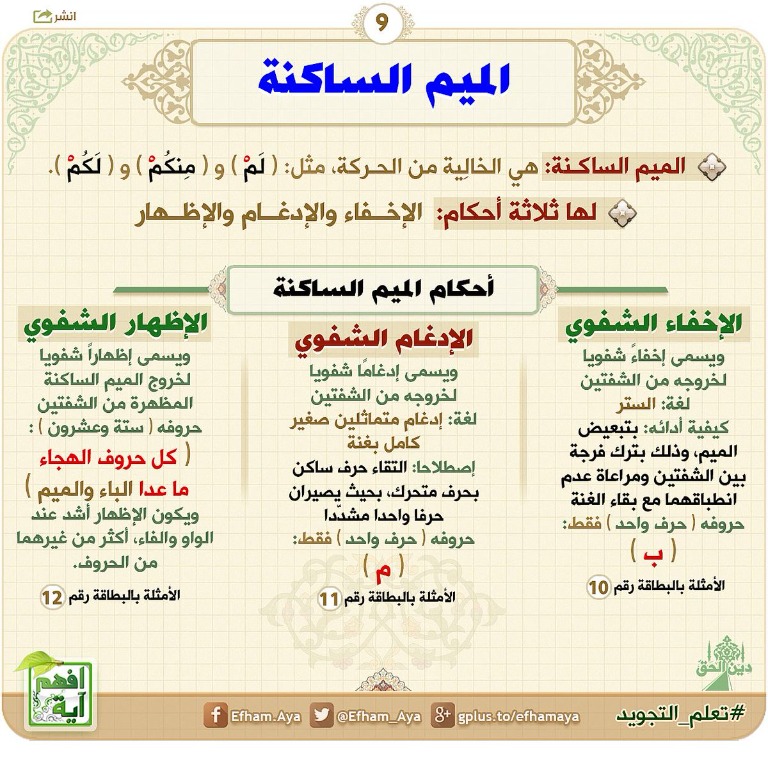 انشر
9
الميم الساكنة
الميم الساكنة: هي الخالية من الحركة، مثل: ( لَمْ ) و ( مِنكُمْ ) و ( لَكُمْ ).
لها ثلاثة أحكام: الإخـفـاء والإدغـام والإظـهـار
أحكام الميم الساكنة
الإخفاء الشفوي
ويسمى إخفاءً شفويا
لخروجه من الشفتين
لغة: الستر
كيفية أدائه: بتبعيض
الميم، وذلك بترك فرجة
بين الشفتين ومراعاة عدم
انطباقهما مع بقاء الغنة
حروفه ( حرف واحد ) فقط:
( ب )
الأمثلة بالبطاقة رقم 10
الإدغام الشفوي
ويسمى إدغامًا شفويا
لخروجه من الشفتين
لغة: إدغام متماثلين صغير
كامل بغنة
إصطلاحا: التقاء حرف ساكن
بحرف متحرك، بحيث يصيران
حرفا واحدا مشدّدا
حروفه ( حرف واحد ) فقط:
( م )
الأمثلة بالبطاقة رقم 11
الإظهار الشفوي
ويسمى إظهاراً شفويا
لخروج الميم الساكنة
المظهرة من الشفتين
حروفه ( ستة وعشرون ) :
( كل حروف الهجاء
ما عدا الباء والميم )
ويكون الإظهار أشد عند
الواو والفاء، أكثر من غيرهما
من الحروف.
الأمثلة بالبطاقة رقم 12
دين الحق
افهم
آية
Efham.Aya
@Efham_Aya
gplus.to/efhamaya
#تعلم_التجويد